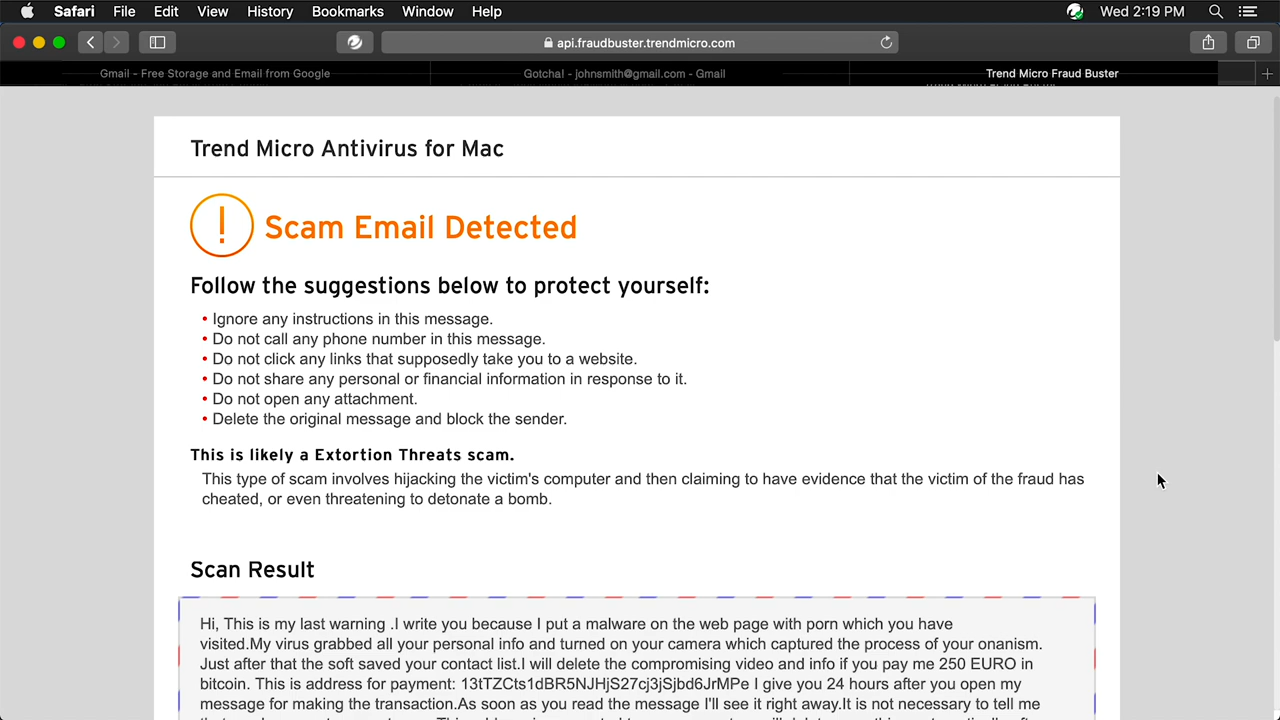 Safari File Edit View History Bookmarks Window Help Wed 2:19 PM
api.fraudbuster.trendmicro.com
Gmail - Free Storage and Email from Google Gotcha! - johnsmith@gmail.com - Gmail Trend Micro Fraud Buster
Trend Micro Antivirus for Mac
Scam Email Detected
Follow the suggestions below to protect yourself:
• Ignore any instructions in this message.
• Do not call any phone number in this message.
• Do not click any links that supposedly take you to a website.
• Do not share any personal or financial information in response to it.
• Do not open any attachment.
• Delete the original message and block the sender.
This is likely a Extortion Threats scam.
This type of scam involves hijacking the victim's computer and then claiming to have evidence that the victim of the fraud has
cheated, or even threatening to detonate a bomb.
Scan Result
Hi, This is my last warning .I write you because I put a malware on the web page with porn which you have
visited.My virus grabbed all your personal info and turned on your camera which captured the process of your onanism.
Just after that the soft saved your contact list.I will delete the compromising video and info if you pay me 250 EURO in
bitcoin. This is address for payment: 13tTZCts1dBR5NJHjS27cj3jSjbd6JrMPe I give you 24 hours after you open my
message for making the transaction.As soon as you read the message I'll see it right away.It is not necessary to tell me